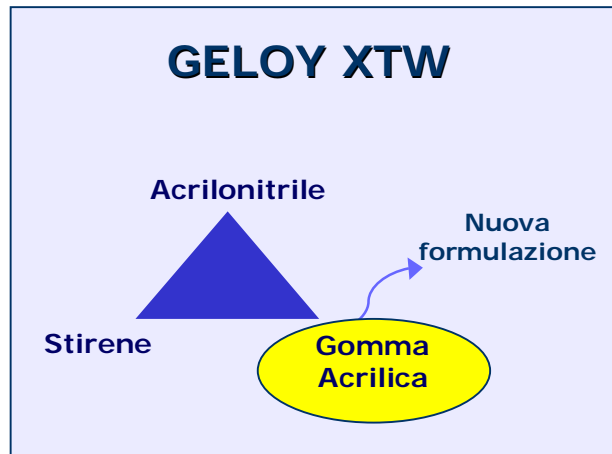 GELOY XTW
Acrilonitrile
Nuova
formulazione
Stirene
Gomma
Acrilica